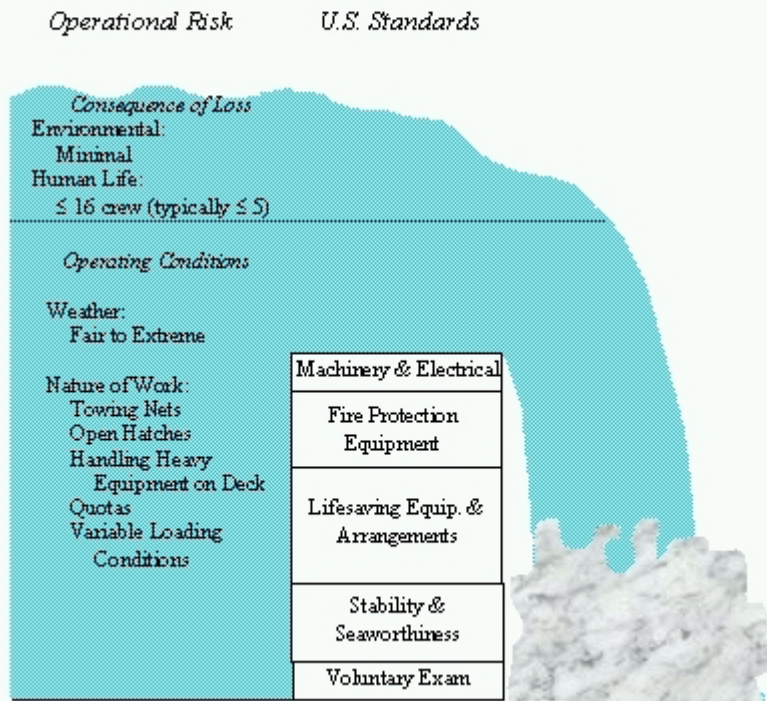 Operational Risk
U.S. Standards
Consequence of Loss
Environmental:
Minimal
Human Life:
≤ 16 crew (typically ≤ 5)
Operating Conditions
Weather:
Fair to Extreme
Nature of Work:
Towing Nets
Open Hatches
Handling Heavy
Equipment on Deck
Quotas
Variable Loading
Conditions
Machinery & Electrical
Fire Protection
Equipment
Lifesaving Equip. &
Arrangements
Stability &
Seaworthiness
Voluntary Exam